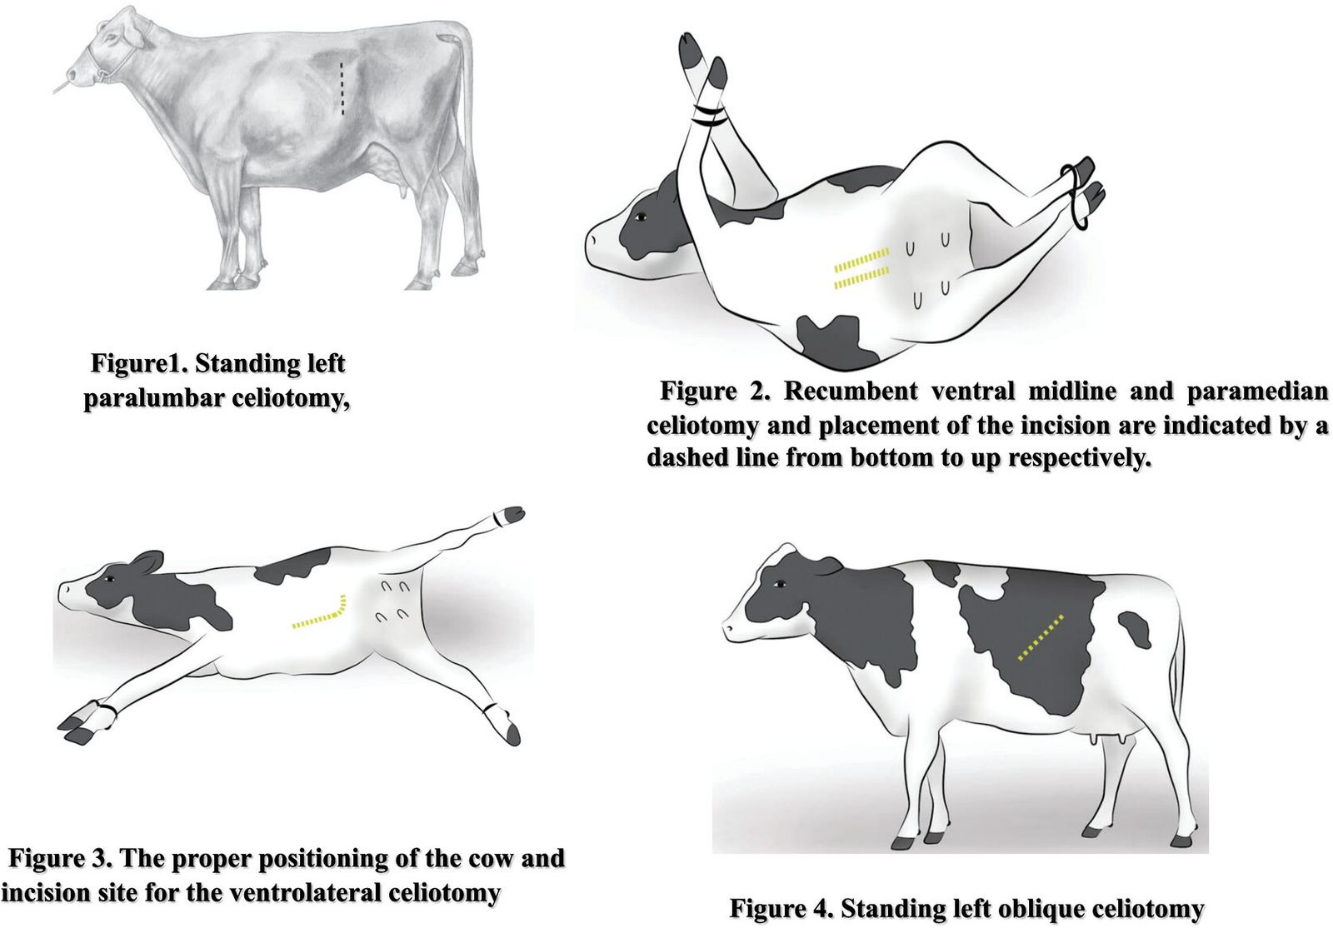 Figure1. Standing left
paralumbar celiotomy,
Figure 2. Recumbent ventral midline and paramedian
celiotomy and placement of the incision are indicated by a
dashed line from bottom to up respectively.
Figure 3. The proper positioning of the cow and
incision site for the ventrolateral celiotomy
Figure 4. Standing left oblique celiotomy